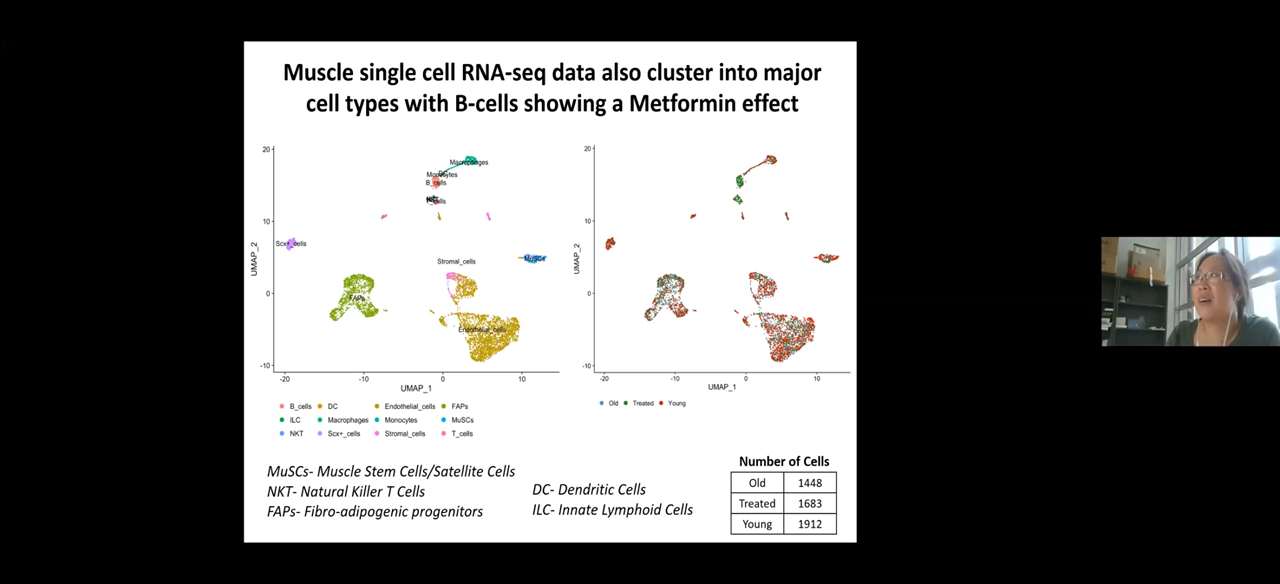 Muscle single cell RNA-seq data also cluster into major
cell types with B-cells showing a Metformin effect
20
10
0
-10
UMAP_2
-20
-10
0
10
UMAP_1
Macrophages
Monocytes
B_cells
Scx+_cells
Stromal_cells
MuSCs
FAPs
Endothelial_cells
B_cells DC Endothelial_cells FAPs
ILC Macrophages Monocytes MuSCs
NKT Scx+_cells Stromal_cells T_cells
20
10
0
-10
UMAP_2
-20
-10
0
10
UMAP_1
Old Treated Young
MuSCs- Muscle Stem Cells/Satellite Cells
NKT- Natural Killer T Cells
FAPs- Fibro-adipogenic progenitors
DC- Dendritic Cells
ILC- Innate Lymphoid Cells
Number of Cells
Old 1448
Treated 1683
Young 1912